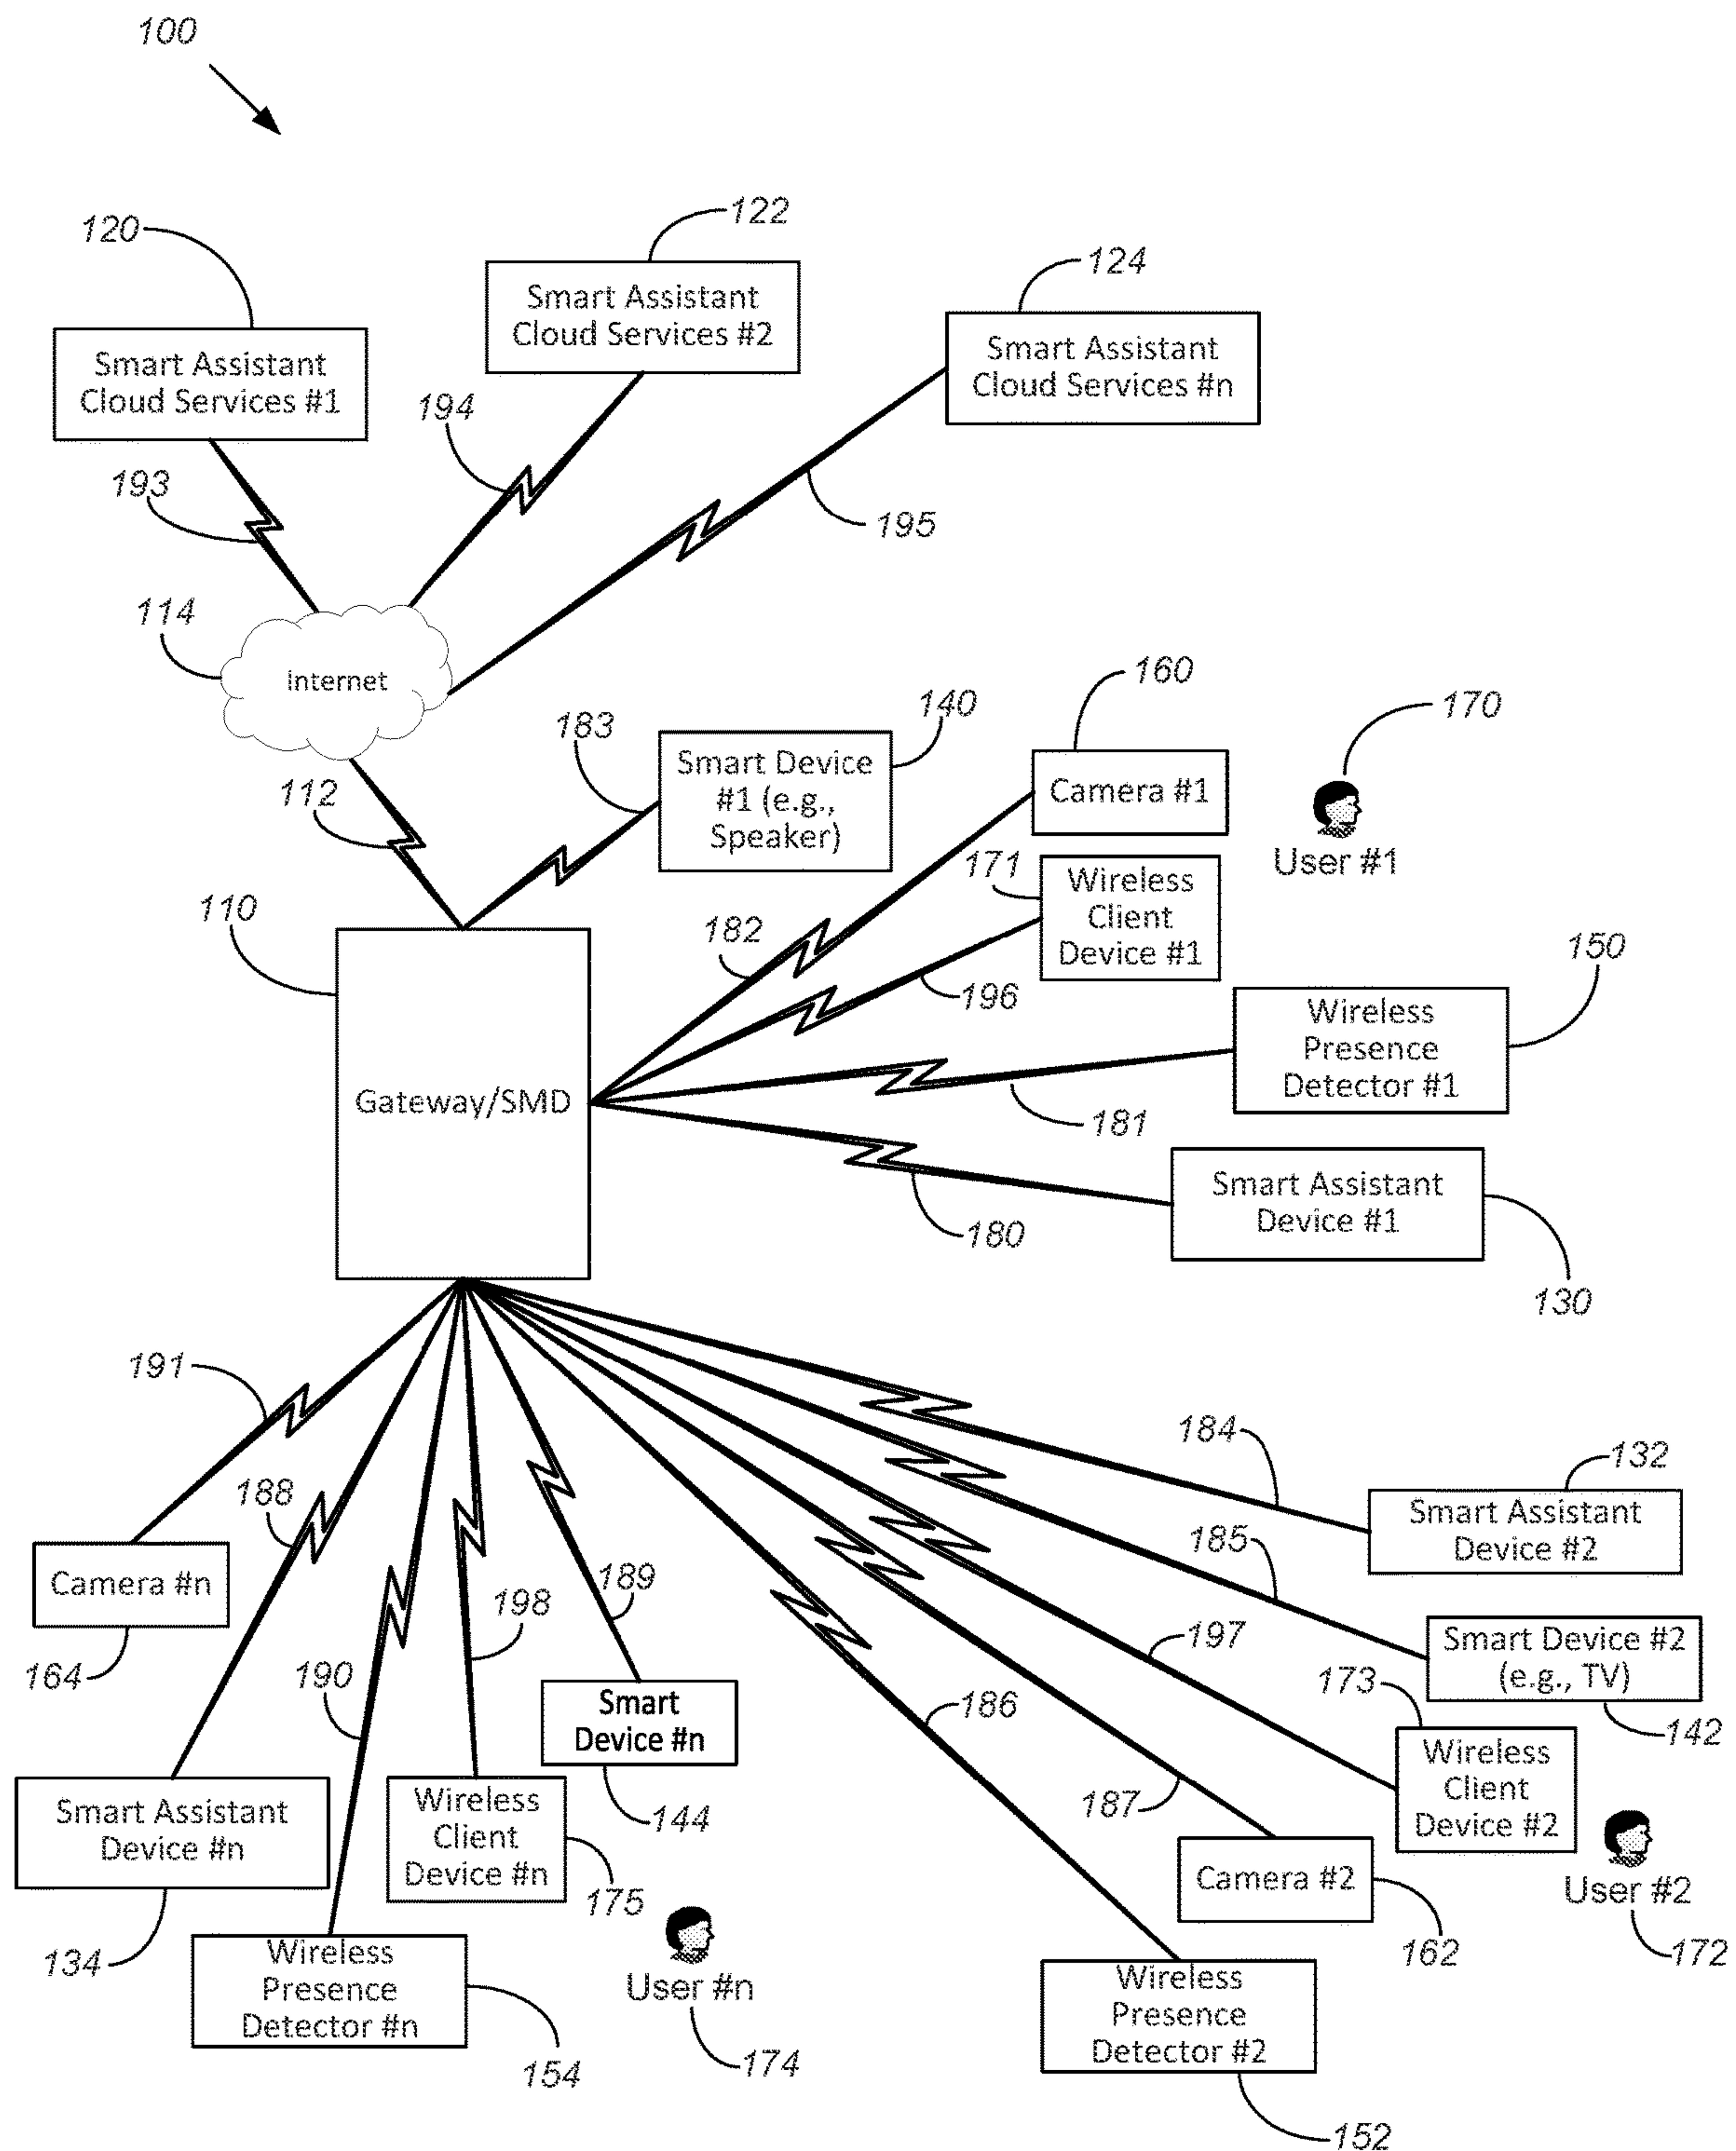 100
120
122
124
Smart Assistant
Cloud Services #1
Smart Assistant
Cloud Services #2
Smart Assistant
Cloud Services #n
193
194
195
114
Internet
112
183
140
Smart Device
#1 (e.g.,
Speaker)
160
Camera #1
170
User #1
171
Wireless
Client
Device #1
110
Gateway/SMD
182
196
150
Wireless
Presence
Detector #1
181
180
Smart Assistant
Device #1
130
191
188
190
198
189
184
132
Smart Assistant
Device #2
185
Smart Device #2
(e.g., TV)
142
197
173
Wireless
Client
Device #2
186
187
Camera #2
162
User #2
172
Camera #n
164
Smart
Device #n
144
Smart Assistant
Device #n
134
Wireless
Client
Device #n
175
Wireless
Presence
Detector #n
154
User #n
174
Wireless
Presence
Detector #2
152